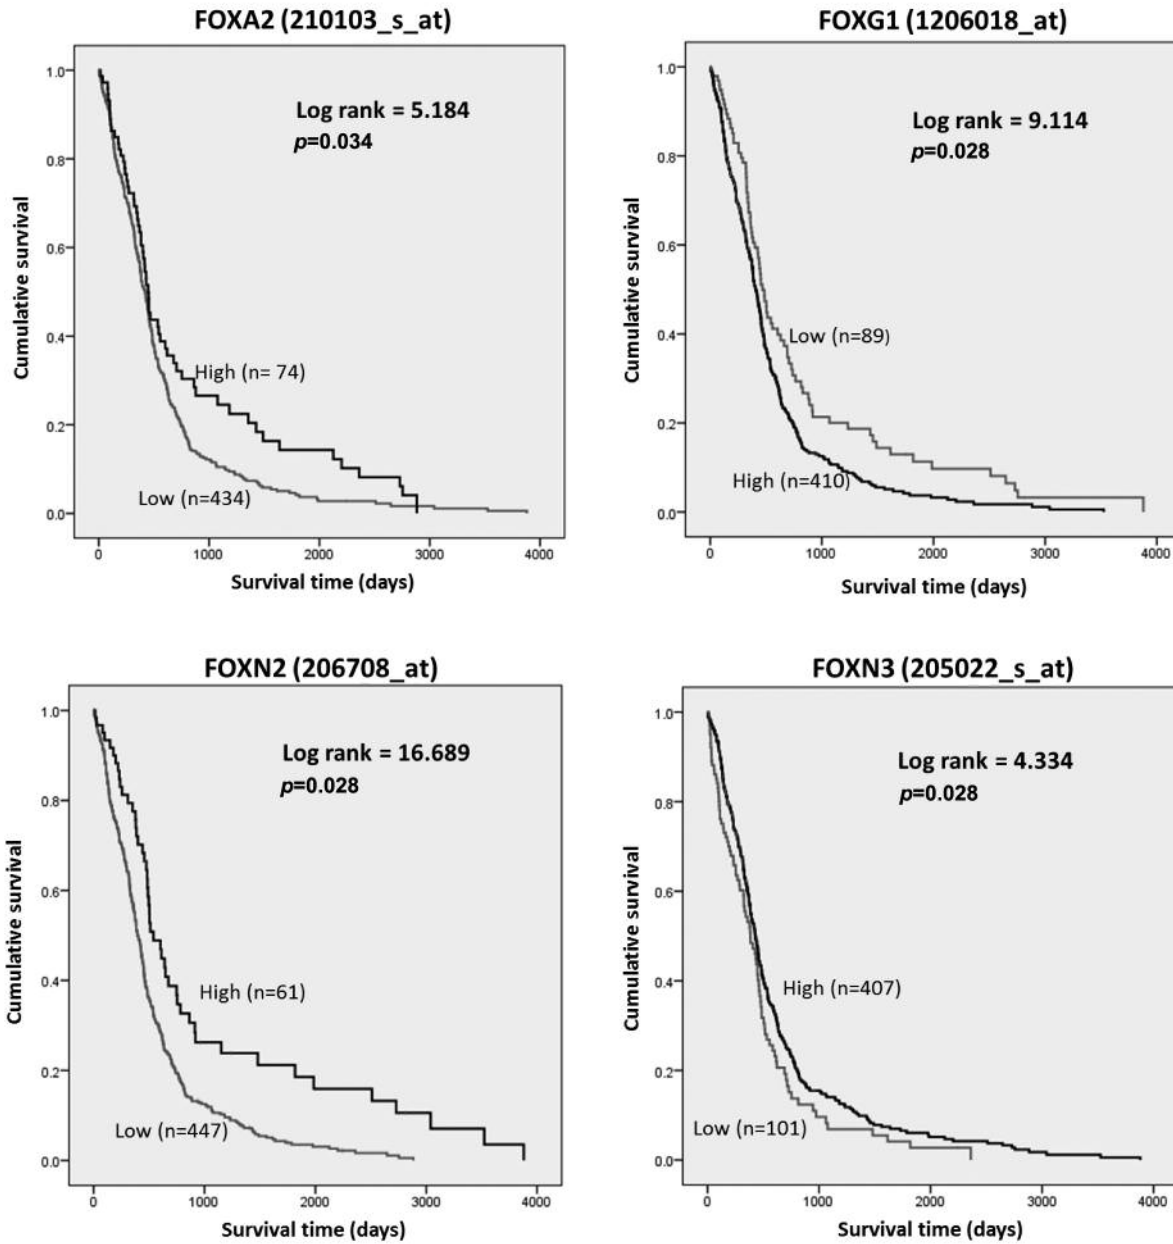 FOXA2 (210103_s_at)
Log rank = 5.184
p=0.034
Cumulative survival
1.0
0.8
0.6
0.4
0.2
0.0
High (n= 74)
Low (n=434)
0 1000 2000 3000 4000
Survival time (days)
FOXG1 (1206018_at)
Log rank = 9.114
p=0.028
Cumulative survival
1.0
0.8
0.6
0.4
0.2
0.0
Low (n=89)
High (n=410)
0 1000 2000 3000 4000
Survival time (days)
FOXN2 (206708_at)
Log rank = 16.689
p=0.028
Cumulative survival
1.0
0.8
0.6
0.4
0.2
0.0
High (n=61)
Low (n=447)
0 1000 2000 3000 4000
Survival time (days)
FOXN3 (205022_s_at)
Log rank = 4.334
p=0.028
Cumulative survival
1.0
0.8
0.6
0.4
0.2
0.0
High (n=407)
Low (n=101)
0 1000 2000 3000 4000
Survival time (days)